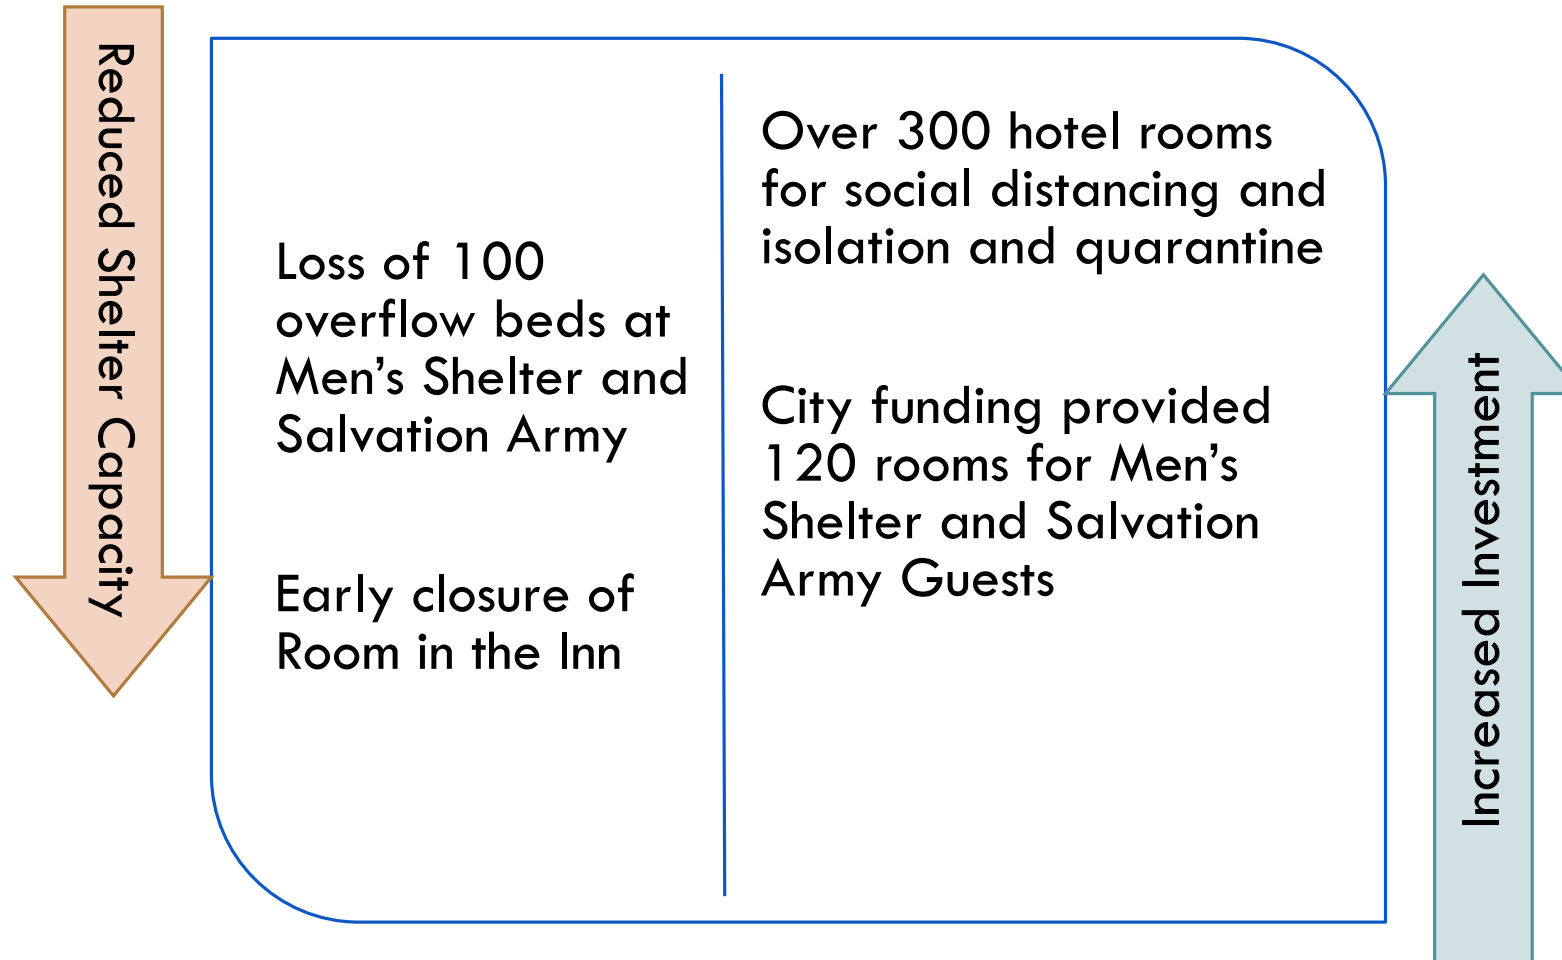 Reduced Shelter Capacity
Loss of 100
overflow beds at
Men’s Shelter and
Salvation Army
Early closure of
Room in the Inn
Over 300 hotel rooms
for social distancing and
isolation and quarantine
City funding provided
120 rooms for Men’s
Shelter and Salvation
Army Guests
Increased Investment